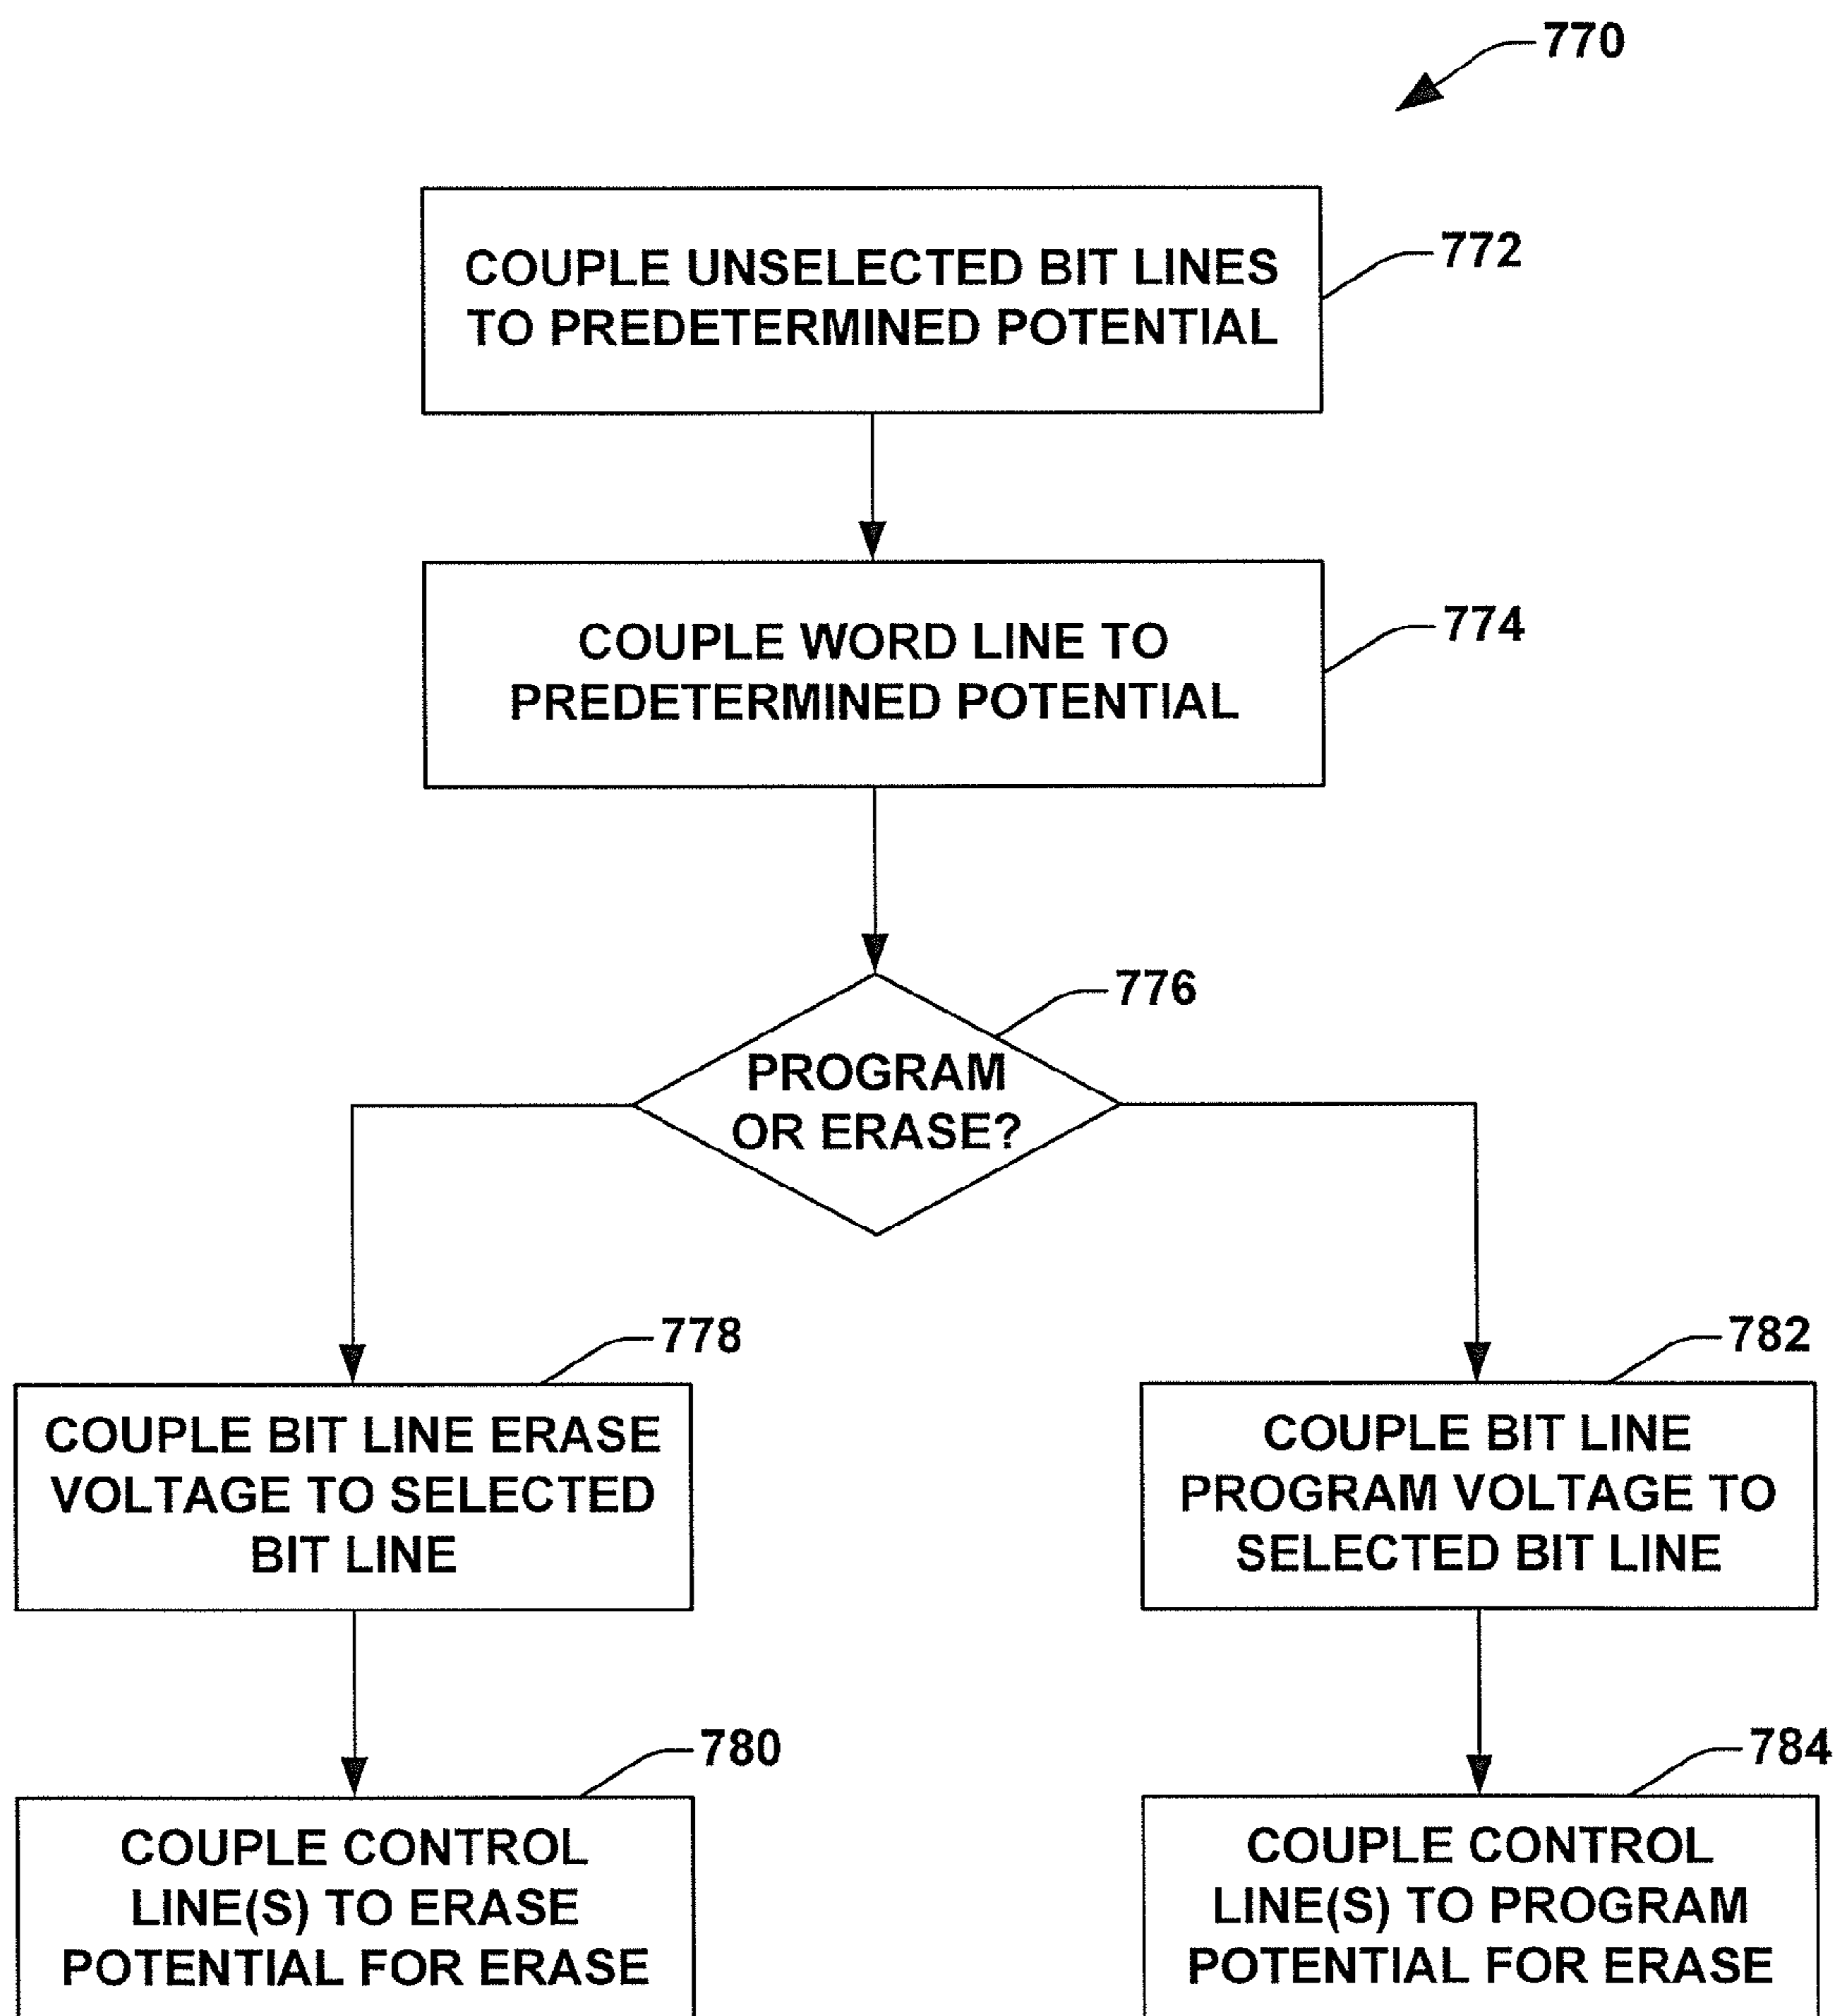 770
COUPLE UNSELECTED BIT LINES
TO PREDETERMINED POTENTIAL
772
COUPLE WORD LINE TO
PREDETERMINED POTENTIAL
774
776
PROGRAM
OR ERASE?
778
COUPLE BIT LINE ERASE
VOLTAGE TO SELECTED
BIT LINE
782
COUPLE BIT LINE
PROGRAM VOLTAGE TO
SELECTED BIT LINE
780
COUPLE CONTROL
LINE(S) TO ERASE
POTENTIAL FOR ERASE
784
COUPLE CONTROL
LINE(S) TO PROGRAM
POTENTIAL FOR ERASE